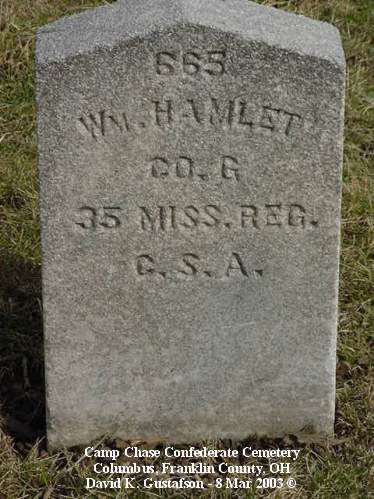 665
WM. HAMLET
CO. G
35 MISS. REG.
C. S. A.
Camp Chase Confederate Cemetery
Columbus, Franklin County, OH
David K. Gustafson - 8 Mar 2003 ©